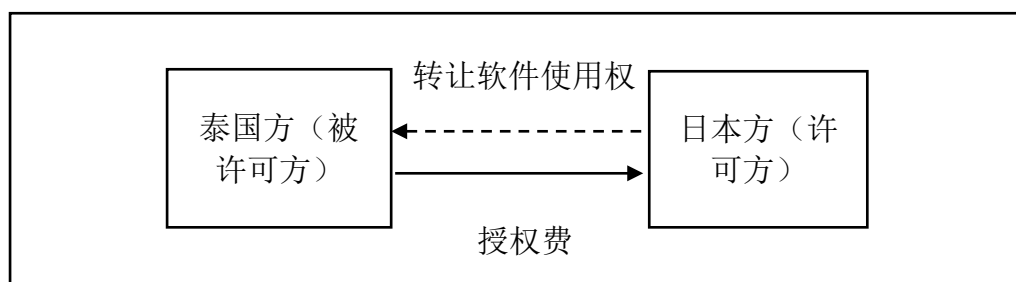 转让软件使用权
泰国方（被
许可方）
日本方（许
可方）
授权费